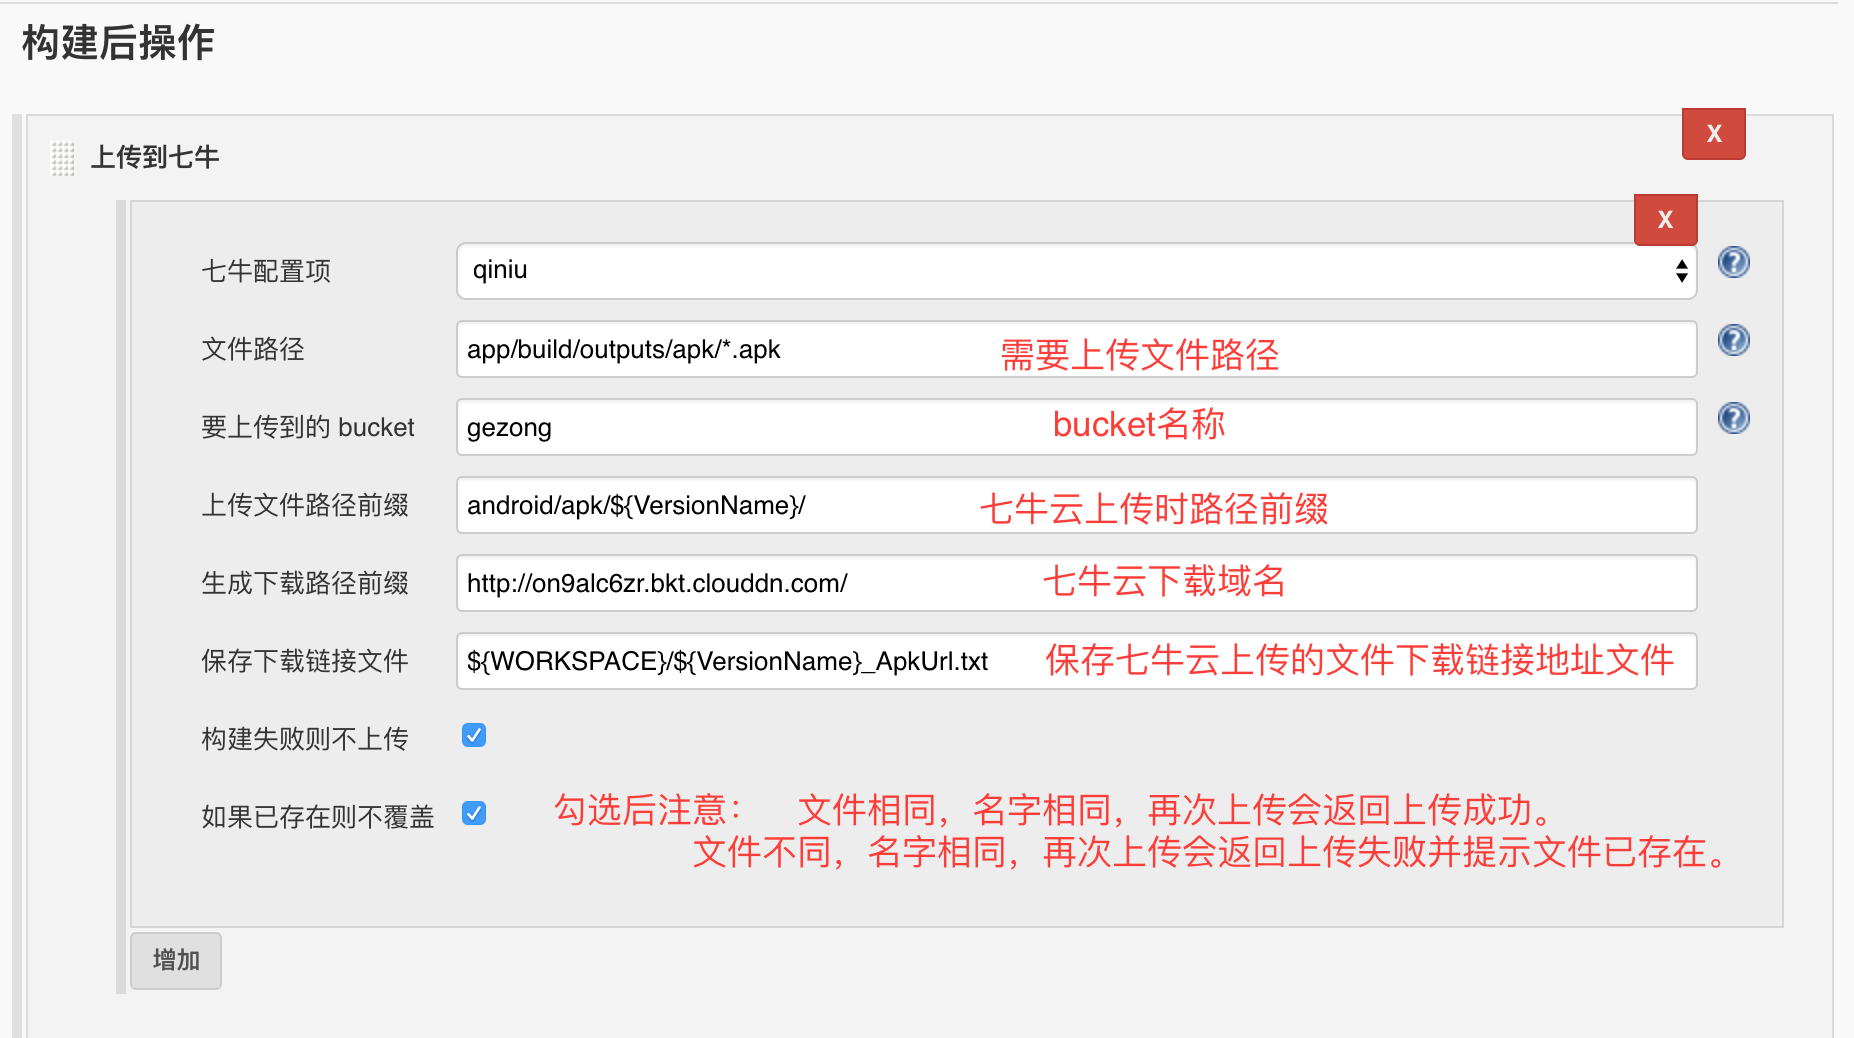 构建后操作
X
上传到七牛
X
七牛配置项 qiniu
文件路径 app/build/outputs/apk/*.apk 需要上传文件路径
要上传到的 bucket gezong bucket名称
上传文件路径前缀 android/apk/${VersionName}/ 七牛云上传时路径前缀
生成下载路径前缀 http://on9alc6zr.bkt.clouddn.com/ 七牛云下载域名
保存下载链接文件 ${WORKSPACE}/${VersionName}_ApkUrl.txt 保存七牛云上传的文件下载链接地址文件
构建失败则不上传
如果已存在则不覆盖 勾选后注意： 文件相同，名字相同，再次上传会返回上传成功。
文件不同，名字相同，再次上传会返回上传失败并提示文件已存在。
增加